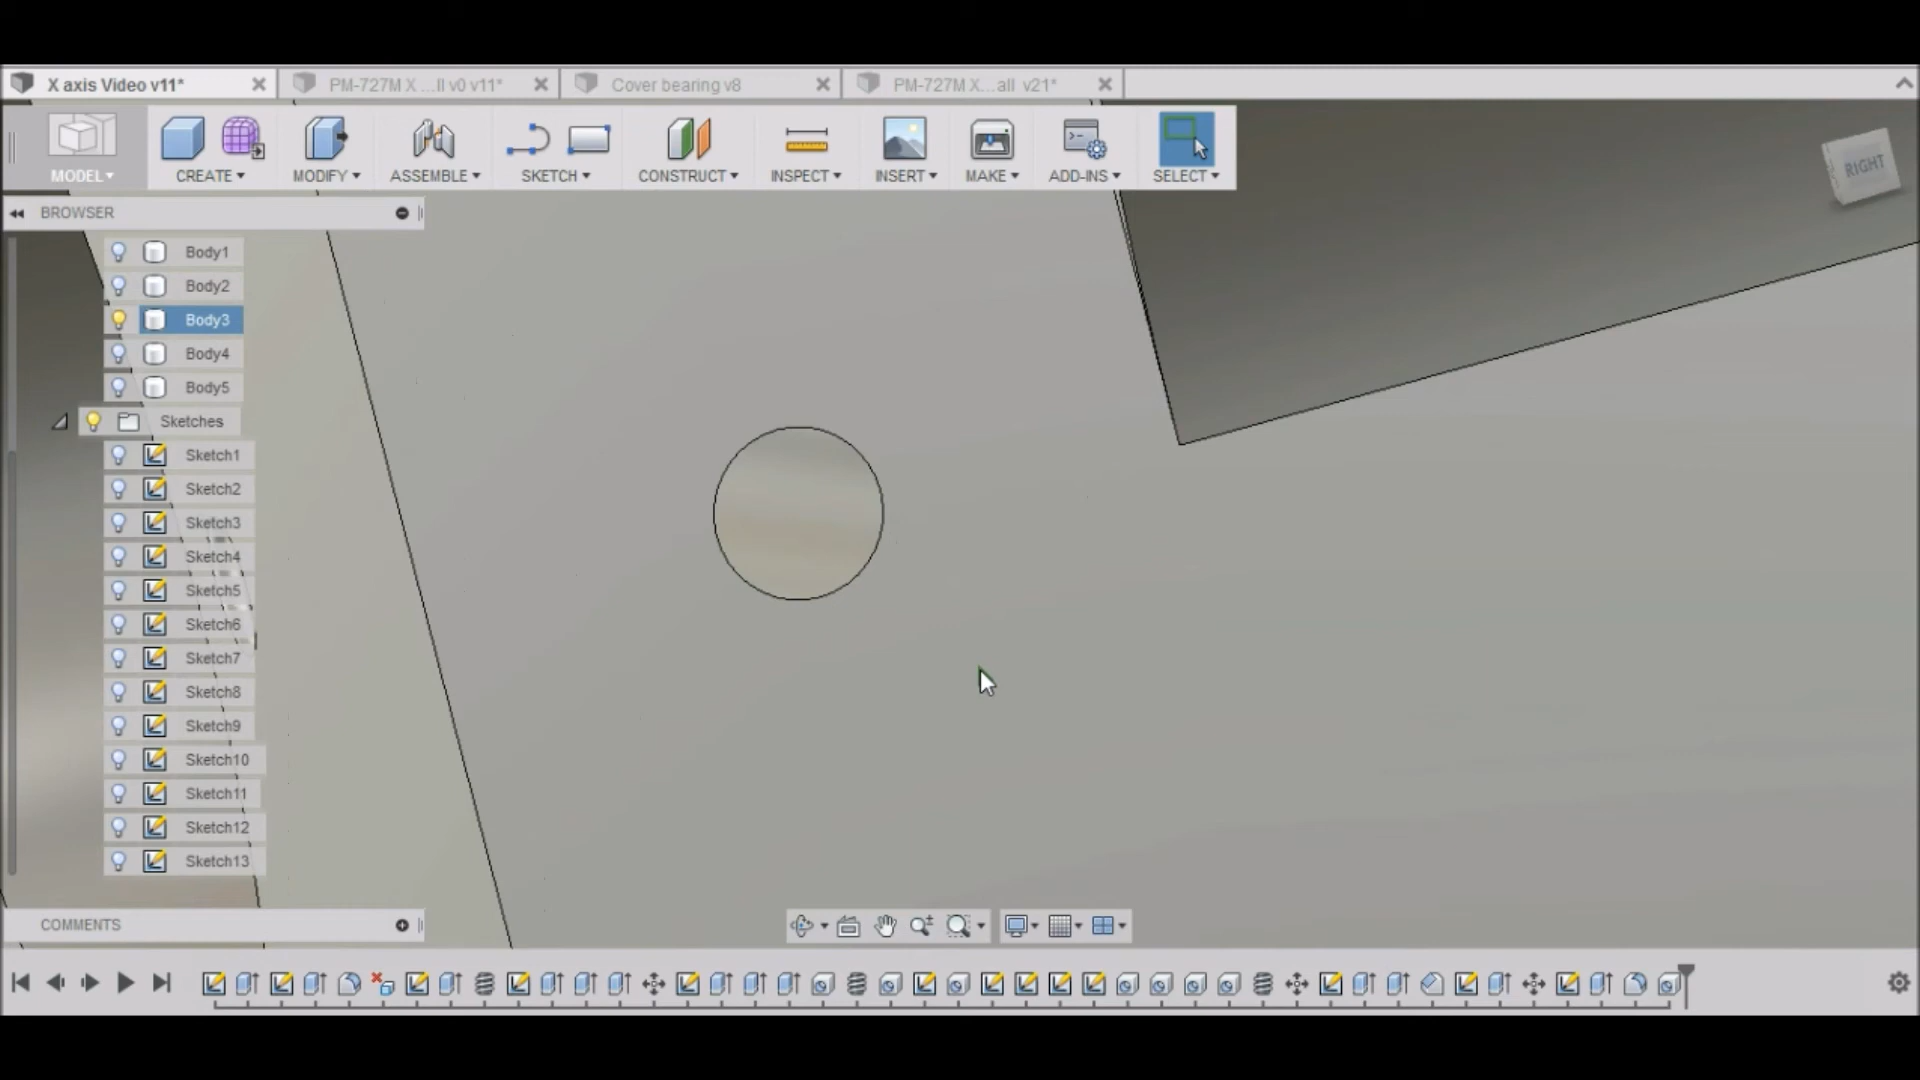 X axis Video v11*
PM-727M X ...ll v0 v11*
Cover bearing v8
PM-727M X...all v21*
MODEL
CREATE
MODIFY
ASSEMBLE
SKETCH
CONSTRUCT
INSPECT
INSERT
MAKE
ADD-INS
SELECT
RIGHT
BROWSER
Body1
Body2
Body3
Body4
Body5
Sketches
Sketch1
Sketch2
Sketch3
Sketch4
Sketch5
Sketch6
Sketch7
Sketch8
Sketch9
Sketch10
Sketch11
Sketch12
Sketch13
COMMENTS